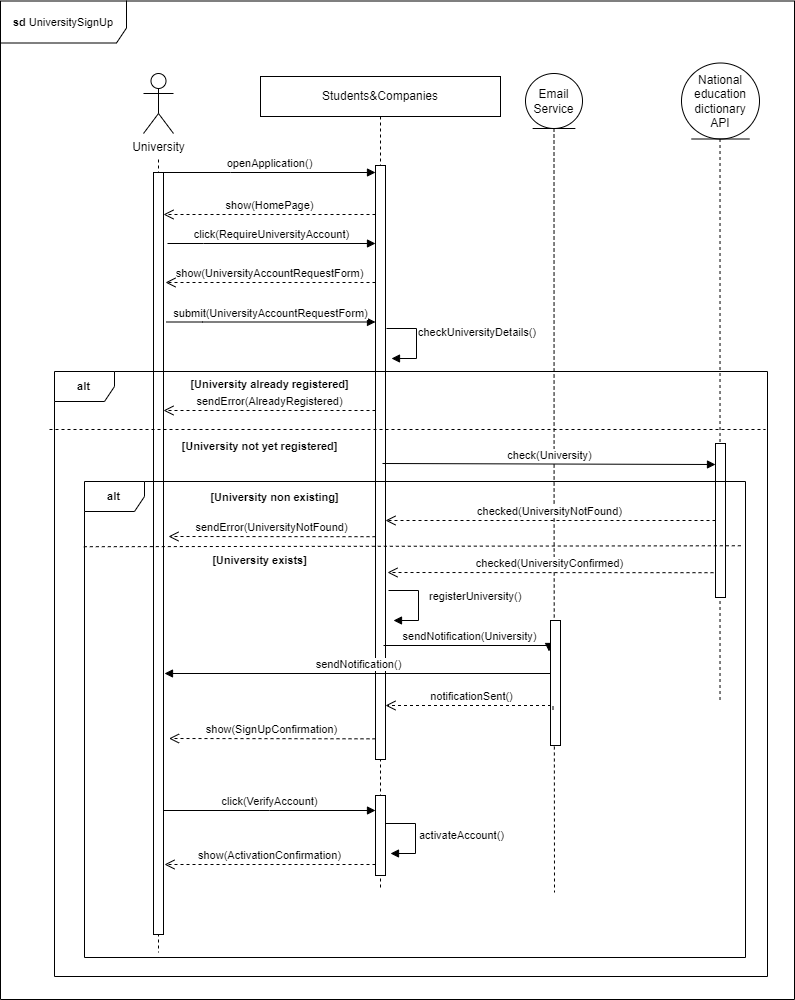 sd UniversitySignUp
Students&Companies
Email
Service
National
education
dictionary
API
University
openApplication()
show(HomePage)
click(RequireUniversityAccount)
show(UniversityAccountRequestForm)
submit(UniversityAccountRequestForm)
checkUniversityDetails()
alt
[University already registered]
sendError(AlreadyRegistered)
[University not yet registered]
check(University)
alt
[University non existing]
checked(UniversityNotFound)
sendError(UniversityNotFound)
[University exists]
checked(UniversityConfirmed)
registerUniversity()
sendNotification(University)
sendNotification()
notificationSent()
show(SignUpConfirmation)
click(VerifyAccount)
activateAccount()
show(ActivationConfirmation)